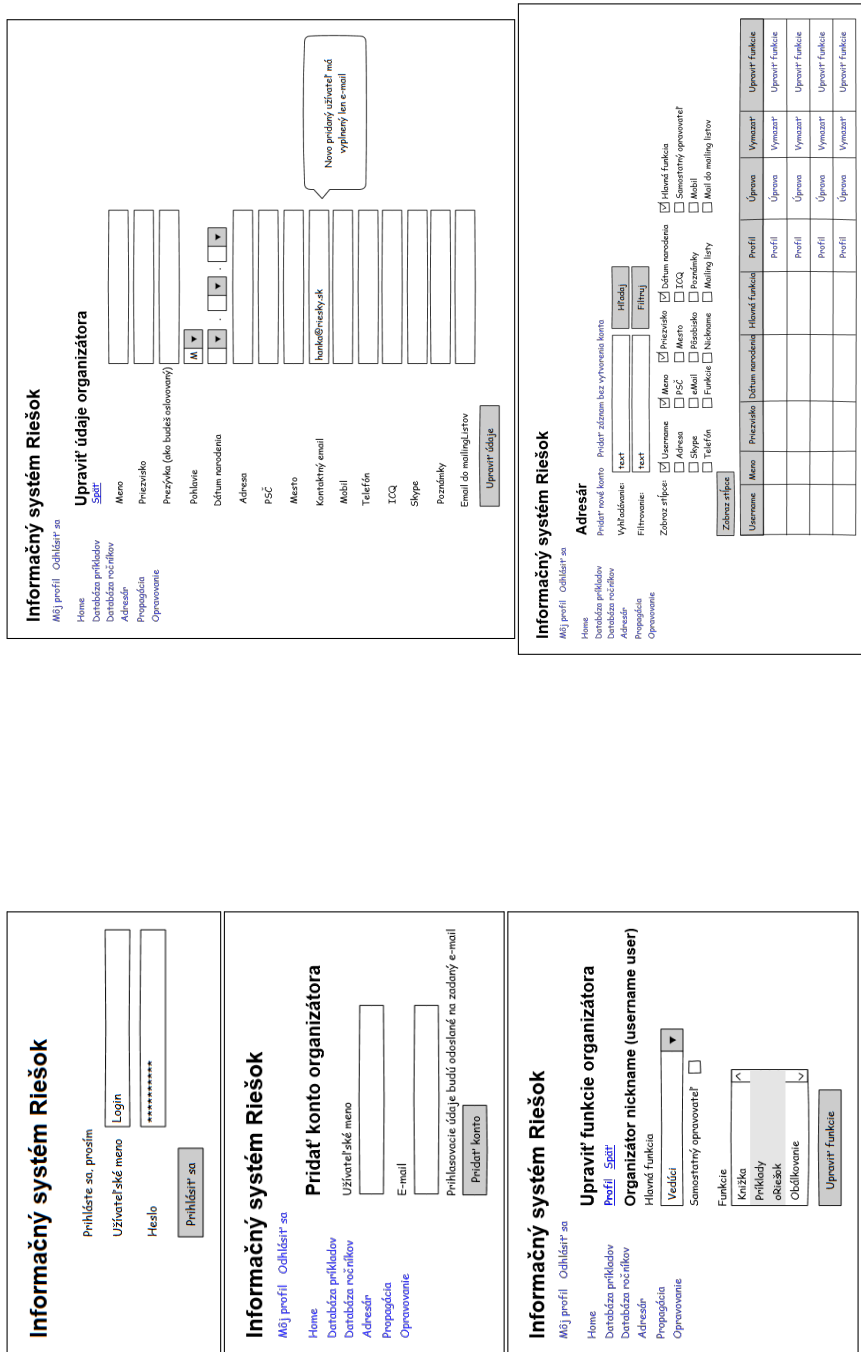 Informačný systém Riešok
Prihláste sa, prosím
Užívateľské meno Login
Heslo **********
Prihlásiť sa
Informačný systém Riešok
Môj profil Odhlásiť sa
Home
Databáza príkladov
Databáza ročníkov
Adresár
Propagácia
Opravovanie
Pridať konto organizátora
Užívateľské meno
E-mail
Prihlasovacie údaje budú odoslané na zadaný e-mail
Pridať konto
Informačný systém Riešok
Môj profil Odhlásiť sa
Home
Databáza príkladov
Databáza ročníkov
Adresár
Propagácia
Opravovanie
Upraviť funkcie organizátora
Profil Späť
Organizátor nickname (username user)
Hlavná funkcia
Vedúci
Samostatný opravovateľ
Funkcie
Knižka
Príklady
oRiešok
Obálkovanie
Upraviť funkcie
Informačný systém Riešok
Môj profil Odhlásiť sa
Home
Databáza príkladov
Databáza ročníkov
Adresár
Propagácia
Opravovanie
Upraviť údaje organizátora
Späť
Meno
Priezvisko
Prezývka (ako budeš oslovovaný)
Pohlavie M
Dátum narodenia . .
Adresa
PSČ
Mesto
Kontaktný email hanka@riesky.sk
Mobil
Telefón
ICQ
Skype
Poznámky
Email do mailingListov
Upraviť údaje
Novo pridaný užívateľ má
vyplnený len e-mail
Informačný systém Riešok
Môj profil Odhlásiť sa
Home
Databáza príkladov
Databáza ročníkov
Adresár
Propagácia
Opravovanie
Adresár
Pridať nové konto Pridať záznam bez vytvorenia konta
Vyhľadávanie: text Hľadaj
Filtrovanie: text Filtruj
Zobraz stĺpce: Username Meno Priezvisko Dátum narodenia Hlavná funkcia
Adresa PSČ Mesto ICQ Samostatný opravovateľ
Skype eMail Pôsobisko Poznámky Mobil
Telefón Funkcie Nickname Mailing listy Mail do mailing listov
Zobraz stĺpce
Username Meno Priezvisko Dátum narodenia Hlavná funkcia Profil Úprava Vymazať Upraviť funkcie
Profil Úprava Vymazať Upraviť funkcie
Profil Úprava Vymazať Upraviť funkcie
Profil Úprava Vymazať Upraviť funkcie
Profil Úprava Vymazať Upraviť funkcie